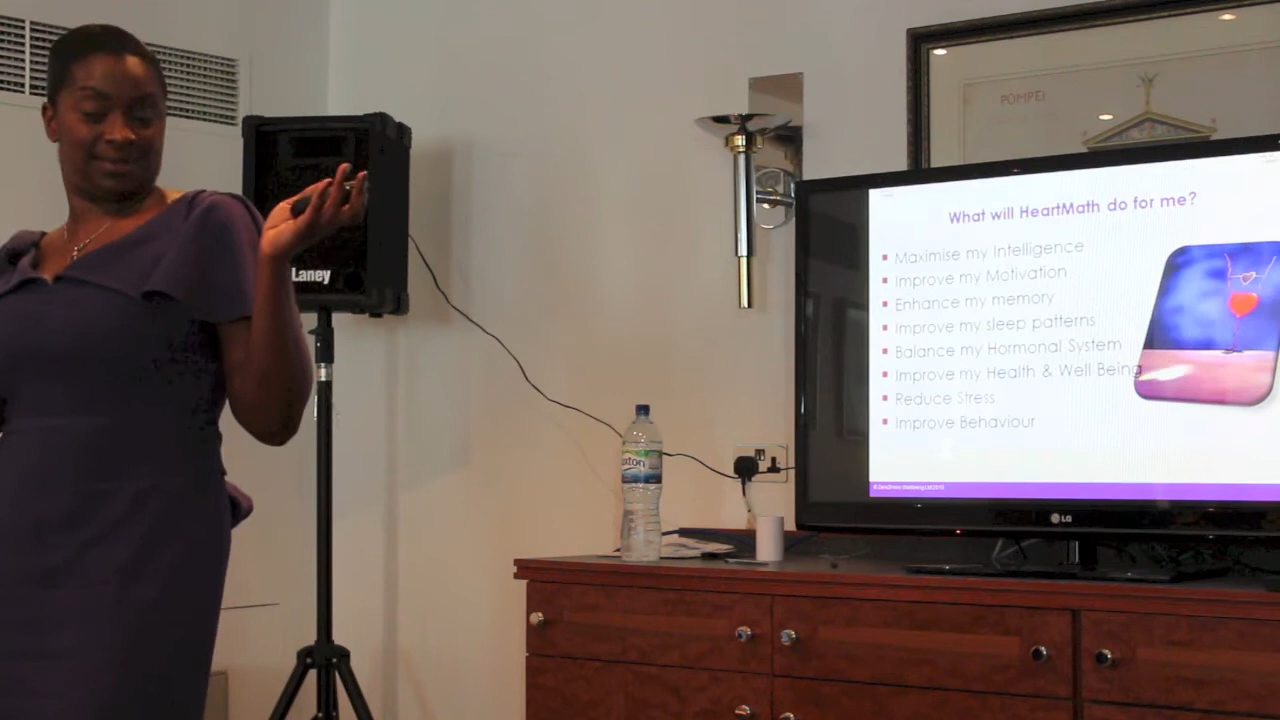 POMPEI
What will HeartMath do for me?
Maximise my Intelligence
Improve my Motivation
Enhance my memory
Improve my sleep patterns
Balance my Hormonal System
Improve my Health & Well Being
Reduce Stress
Improve Behaviour
LG
Laney
xton